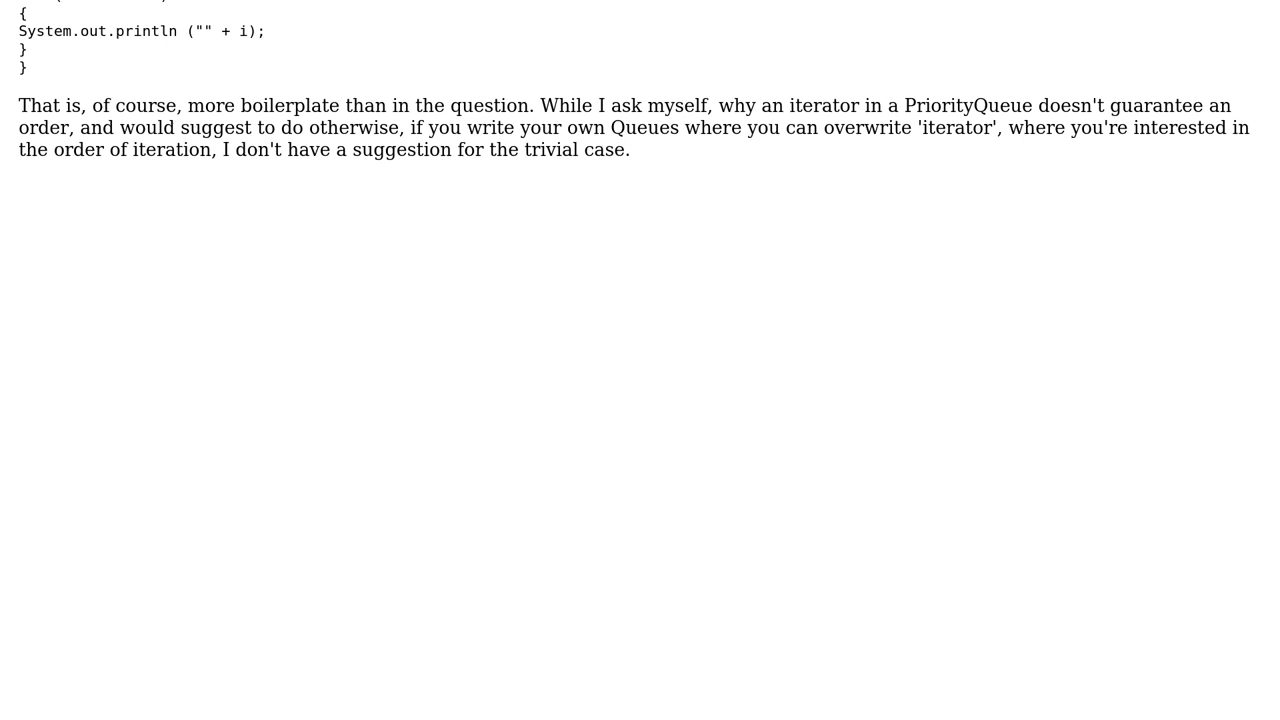 {
System.out.println ("" + i);
}
}
That is, of course, more boilerplate than in the question. While I ask myself, why an iterator in a PriorityQueue doesn't guarantee an
order, and would suggest to do otherwise, if you write your own Queues where you can overwrite 'iterator', where you're interested in
the order of iteration, I don't have a suggestion for the trivial case.